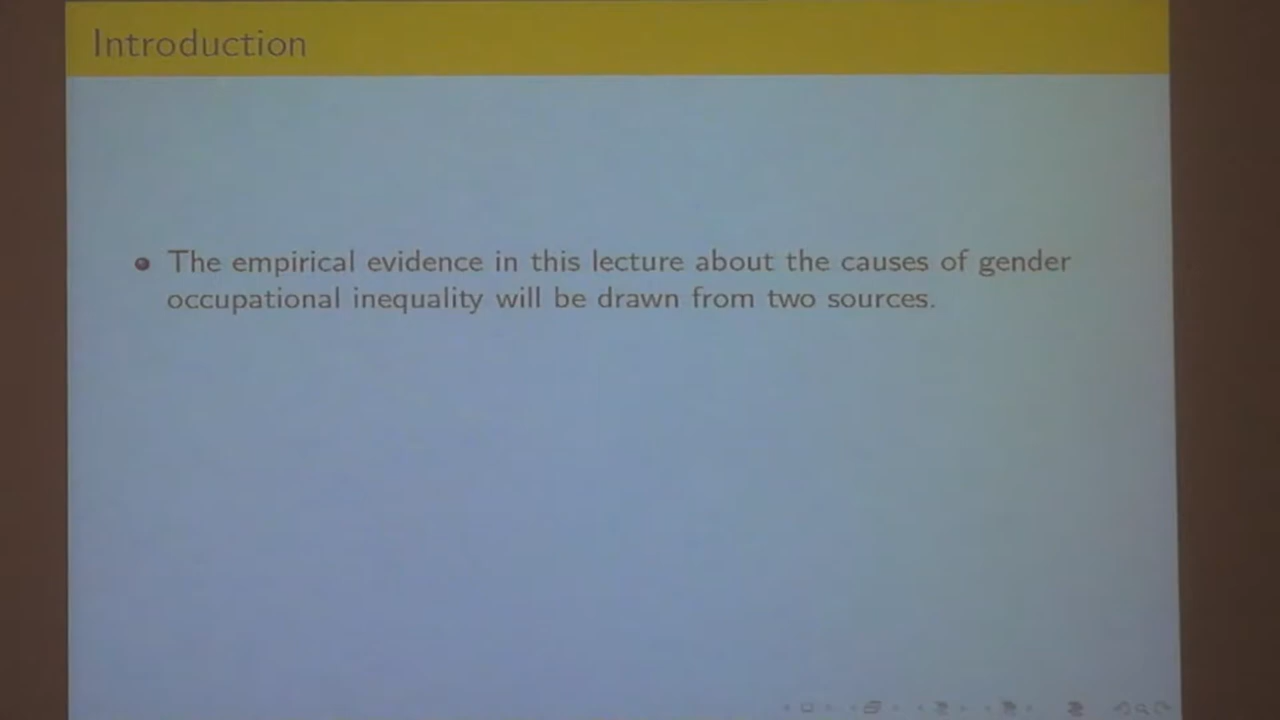 Introduction
The empirical evidence in this lecture about the causes of gender
occupational inequality will be drawn from two sources.